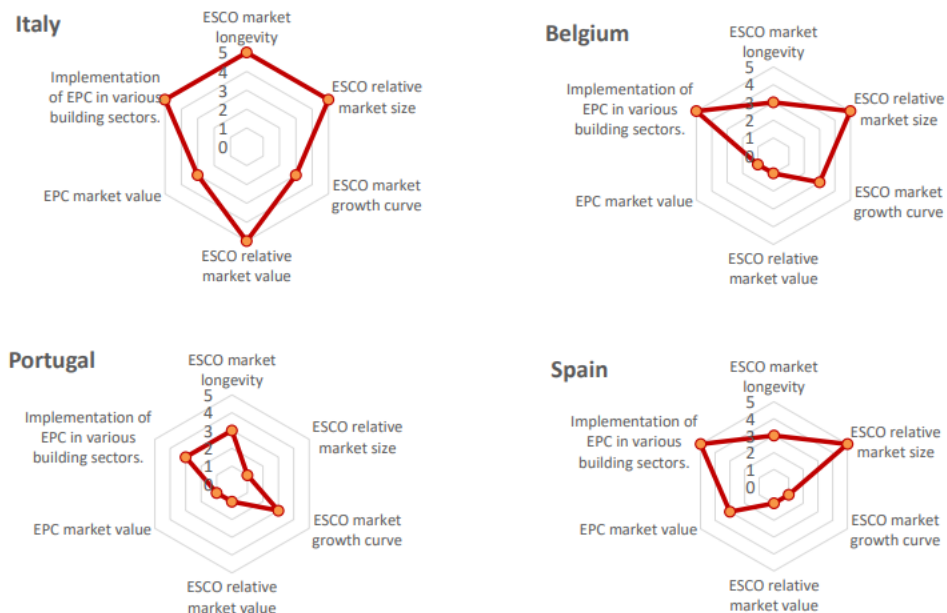 Italy
ESCO market
longevity
5
4
3
2
1
0
ESCO relative
market size
ESCO market
growth curve
ESCO relative
market value
EPC market value
Implementation
of EPC in various
building sectors.
Belgium
ESCO market
longevity
5
4
3
2
1
0
ESCO relative
market size
ESCO market
growth curve
ESCO relative
market value
EPC market value
Implementation of
EPC in various
building sectors.
Portugal
ESCO market
longevity
5
4
3
2
1
0
ESCO relative
market size
ESCO market
growth curve
ESCO relative
market value
EPC market value
Implementation of
EPC in various
building sectors.
Spain
ESCO market
longevity
5
4
3
2
1
0
ESCO relative
market size
ESCO market
growth curve
ESCO relative
market value
EPC market value
Implementation of
EPC in various
building sectors.